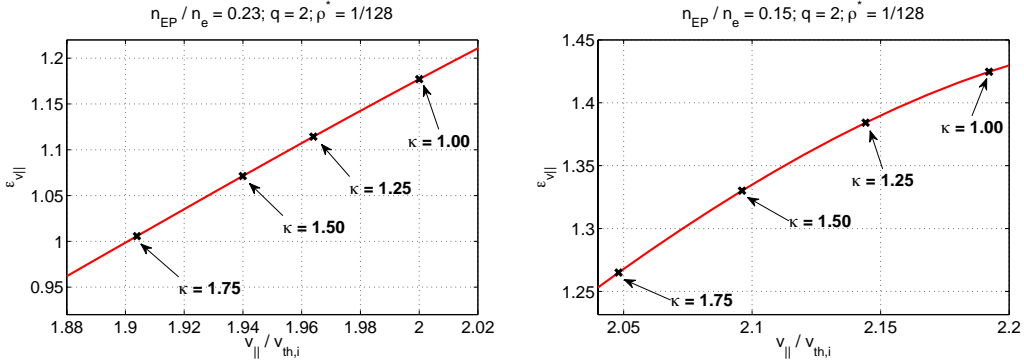 n_EP / n_e = 0.23; q = 2; ρ* = 1/128
1.2
1.15
1.1
1.05
1
0.95
ε_v||
κ = 1.00
κ = 1.25
κ = 1.50
κ = 1.75
1.88 1.9 1.92 1.94 1.96 1.98 2 2.02
v_|| / v_th,i
n_EP / n_e = 0.15; q = 2; ρ* = 1/128
1.45
1.4
1.35
1.3
1.25
ε_v||
κ = 1.00
κ = 1.25
κ = 1.50
κ = 1.75
2.05 2.1 2.15 2.2
v_|| / v_th,i